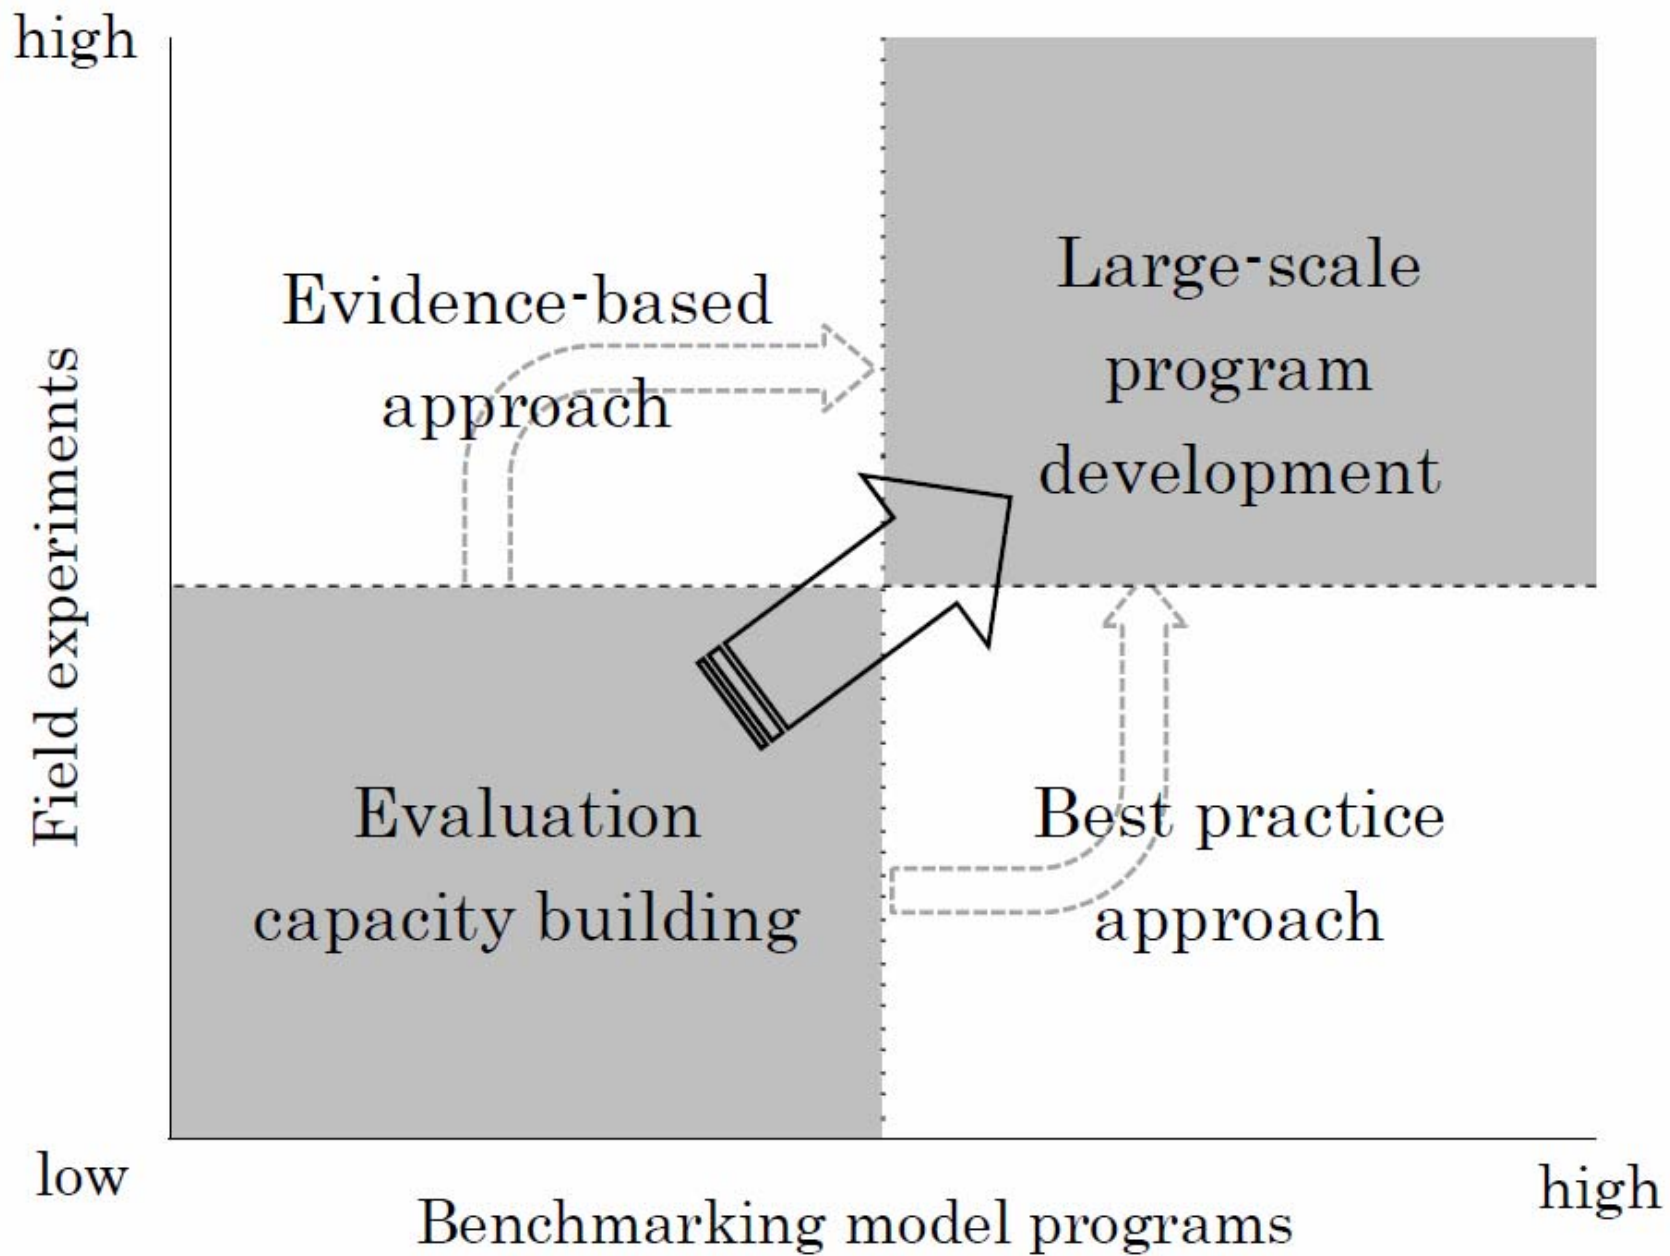 high
Evidence-based
approach
Large-scale
program
development
Field experiments
Evaluation
capacity building
Best practice
approach
low
high
Benchmarking model programs